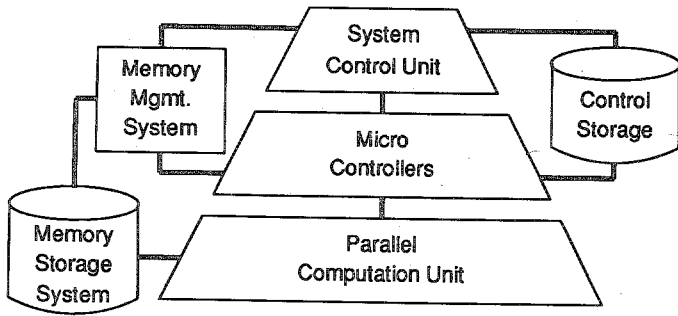 System
Control Unit
Memory
Mgmt.
System
Control
Storage
Micro
Controllers
Memory
Storage
System
Parallel
Computation Unit